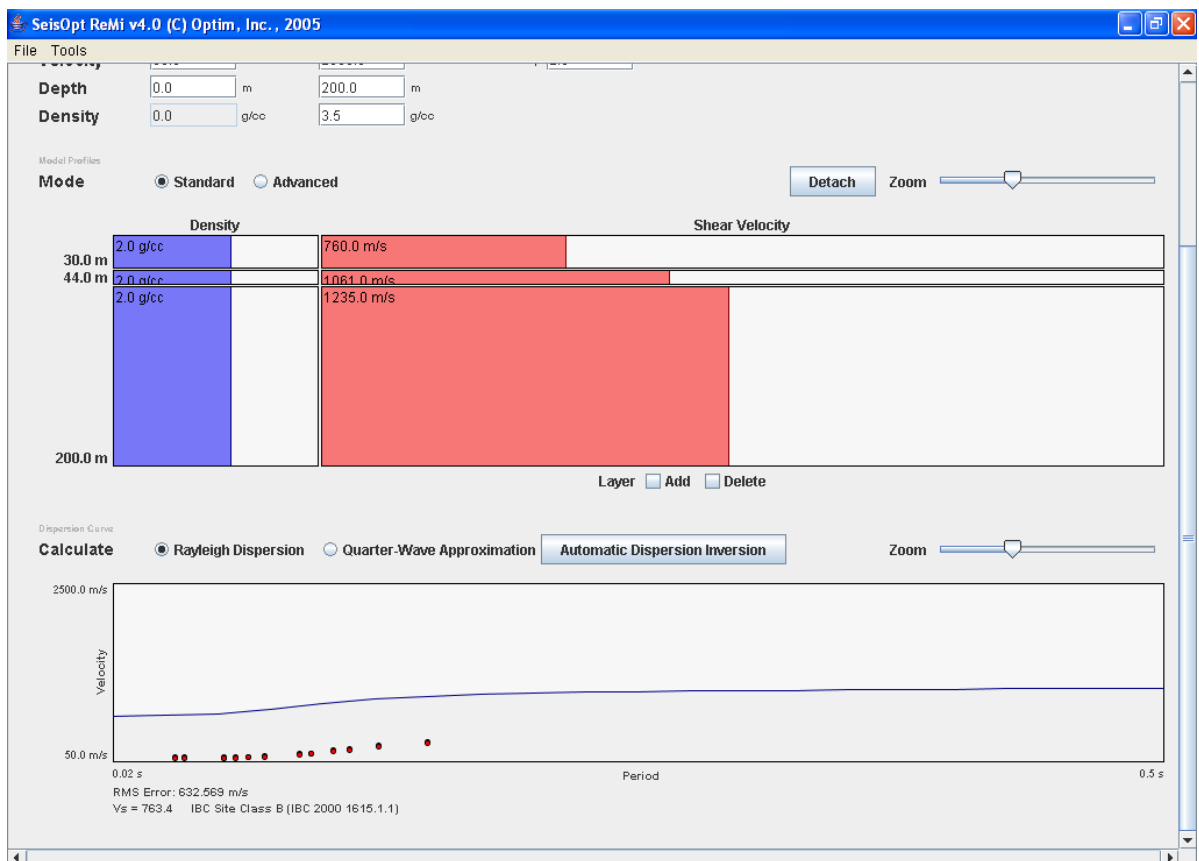 SeisOpt ReMi v4.0 (C) Optim, Inc., 2005
File Tools
Velocity
Depth 0.0 m 200.0 m
Density 0.0 g/cc 3.5 g/cc
Model Profiles
Mode Standard Advanced Detach Zoom
Density Shear Velocity
2.0 g/cc 760.0 m/s
30.0 m
44.0 m 2.0 g/cc 1061.0 m/s
2.0 g/cc 1235.0 m/s
200.0 m
Layer Add Delete
Dispersion Curve
Calculate Rayleigh Dispersion Quarter-Wave Approximation Automatic Dispersion Inversion Zoom
2500.0 m/s
Velocity
50.0 m/s
0.02 s Period 0.5 s
RMS Error: 632.569 m/s
Vs = 763.4 IBC Site Class B (IBC 2000 1615.1.1)